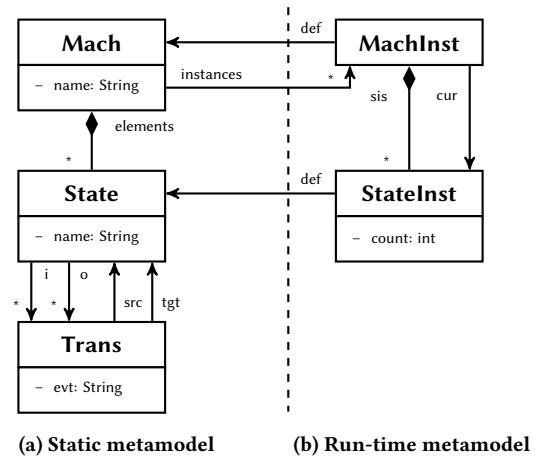 Mach
def
MachInst
– name: String
instances
*
sis
cur
elements
*
*
State
def
StateInst
– name: String
– count: int
i
o
src
tgt
*
*
Trans
– evt: String
(a) Static metamodel
(b) Run-time metamodel